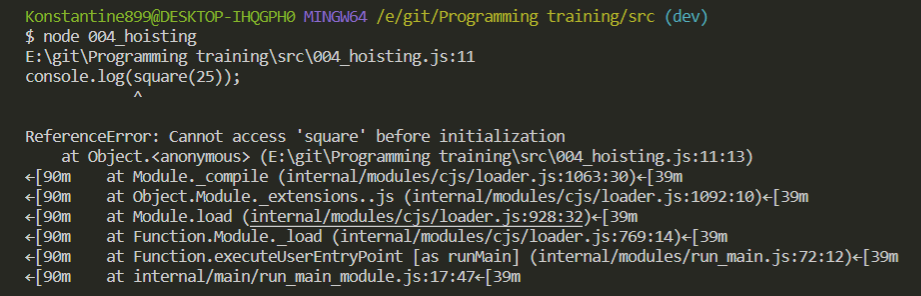 Konstantine899@DESKTOP-IHQGPH0 MINGW64 /e/git/Programming training/src (dev)
$ node 004_hoisting
E:\git\Programming training\src\004_hoisting.js:11
console.log(square(25));
            ^
ReferenceError: Cannot access 'square' before initialization
    at Object.<anonymous> (E:\git\Programming training\src\004_hoisting.js:11:13)
←[90m    at Module._compile (internal/modules/cjs/loader.js:1063:30)←[39m
←[90m    at Object.Module._extensions..js (internal/modules/cjs/loader.js:1092:10)←[39m
←[90m    at Module.load (internal/modules/cjs/loader.js:928:32)←[39m
←[90m    at Function.Module._load (internal/modules/cjs/loader.js:769:14)←[39m
←[90m    at Function.executeUserEntryPoint [as runMain] (internal/modules/run_main.js:72:12)←[39m
←[90m    at internal/main/run_main_module.js:17:47←[39m